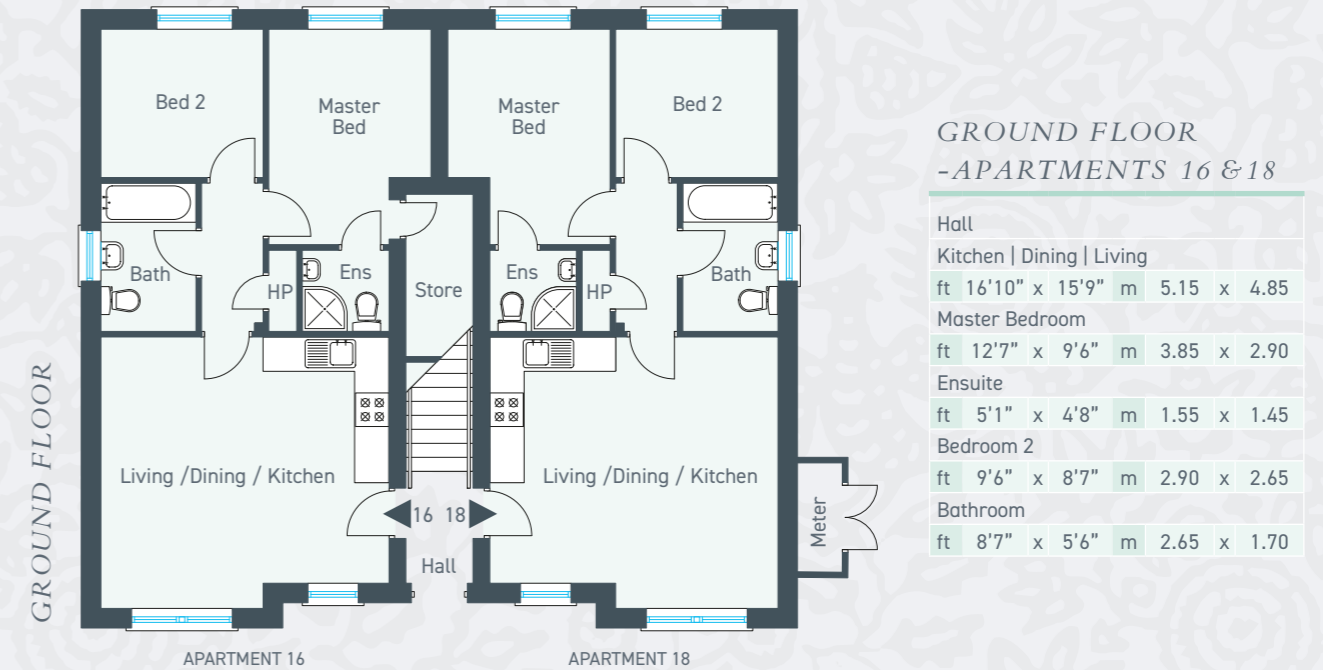 GROUND FLOOR
Bed 2
Master
Bed
Master
Bed
Bed 2
Bath
HP
Ens
Store
Ens
HP
Bath
Living /Dining / Kitchen
Living /Dining / Kitchen
16 18
Hall
Meter
APARTMENT 16
APARTMENT 18
GROUND FLOOR
-APARTMENTS 16 &18
Hall
Kitchen | Dining | Living
ft 16'10” x 15'9” m 5.15 x 4.85
Master Bedroom
ft 12'7” x 9'6” m 3.85 x 2.90
Ensuite
ft 5'1” x 4'8” m 1.55 x 1.45
Bedroom 2
ft 9'6” x 8'7” m 2.90 x 2.65
Bathroom
ft 8'7” x 5'6” m 2.65 x 1.70